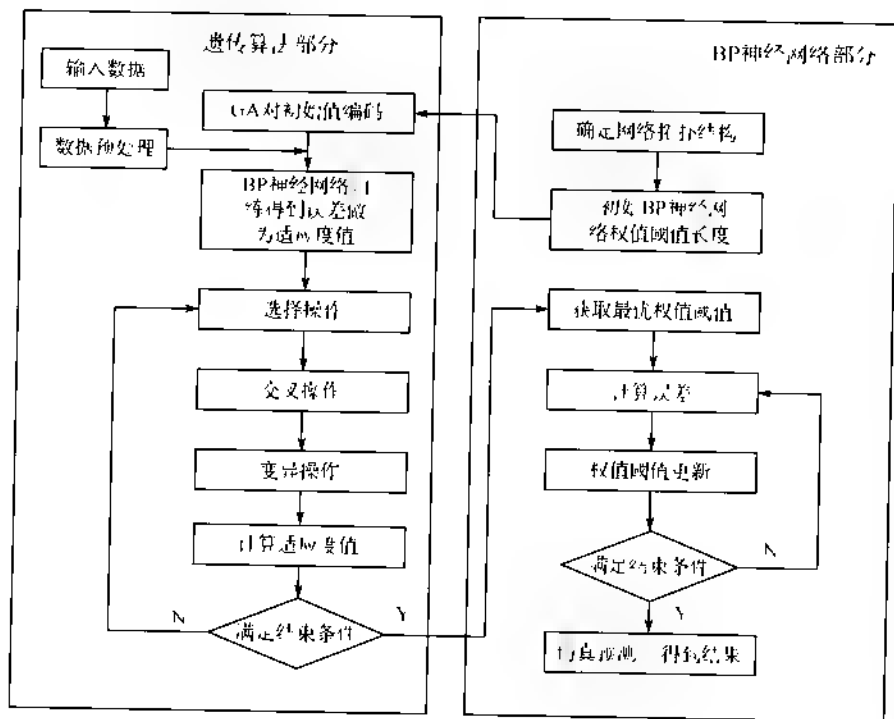 遗传算法部分
输入数据
GA对初始值编码
数据预处理
BP神经网络训
练得到误差做
为适应度值
选择操作
交叉操作
变异操作
计算适应度值
满足结束条件
N
Y
BP神经网络部分
确定网络拓扑结构
初始BP神经网
络权值阈值长度
获取最优权值阈值
计算误差
权值阈值更新
满足结束条件
N
Y
仿真预测 得到结果